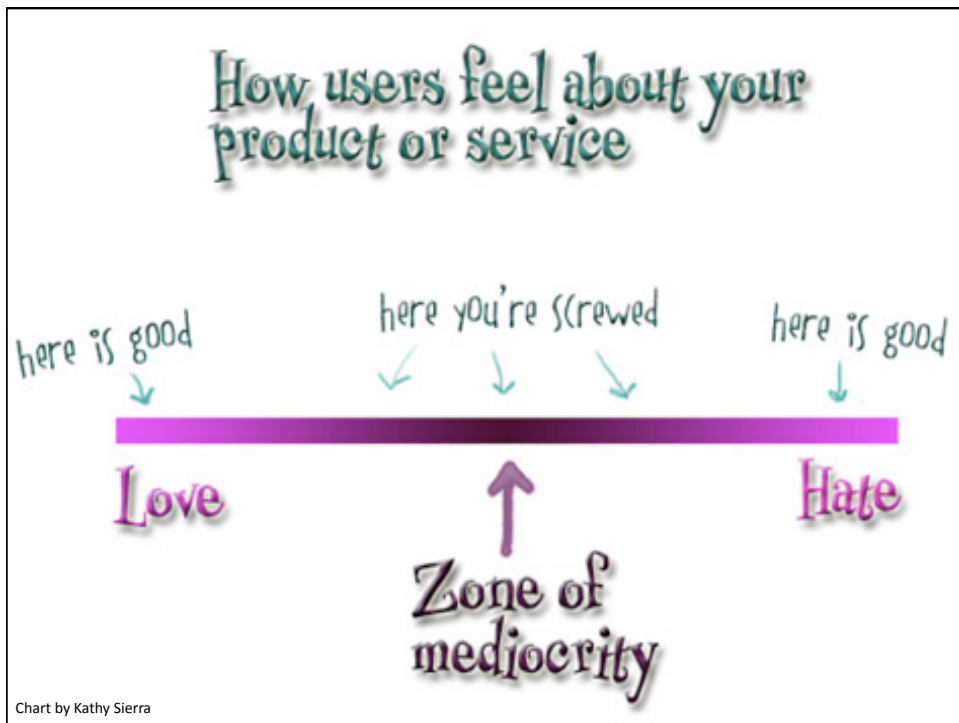 How users feel about your
product or service
here is good
here you're screwed
here is good
Love
Hate
Zone of
mediocrity
Chart by Kathy Sierra